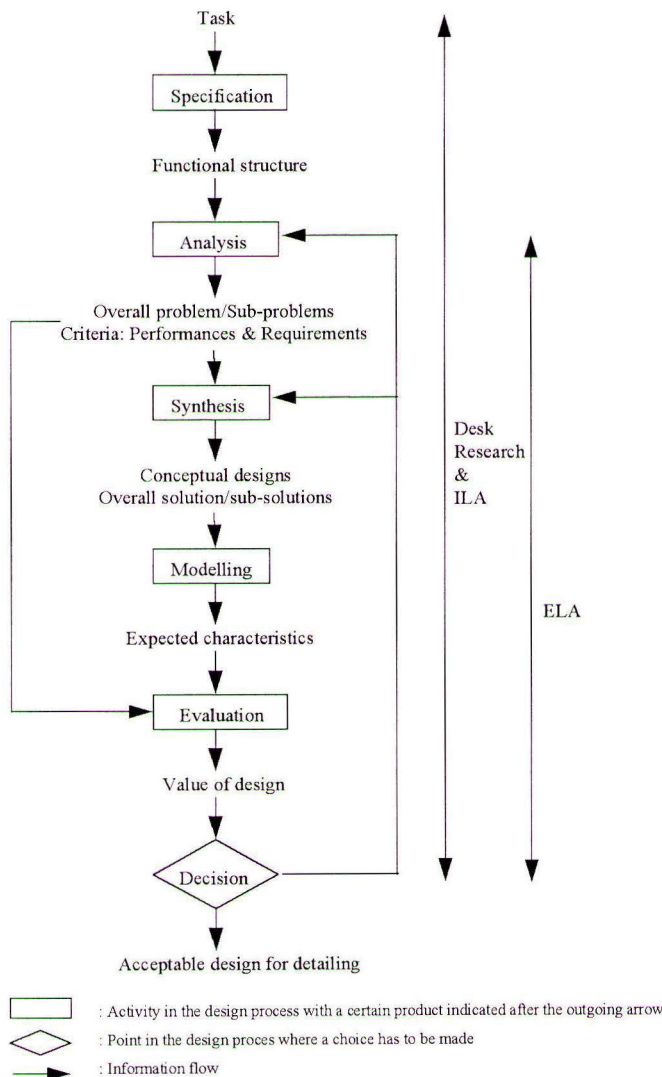 Task
Specification
Functional structure
Analysis
Overall problem/Sub-problems
Criteria: Performances & Requirements
Synthesis
Conceptual designs
Overall solution/sub-solutions
Modelling
Expected characteristics
Evaluation
Value of design
Decision
Acceptable design for detailing
Desk
Research
&
ILA
ELA
: Activity in the design process with a certain product indicated after the outgoing arrow
: Point in the design proces where a choice has to be made
: Information flow